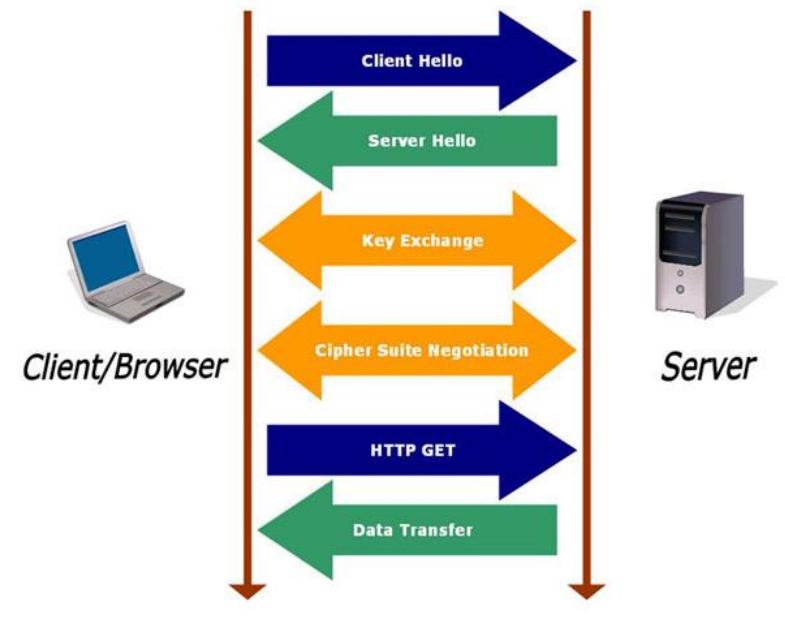 Client Hello
Server Hello
Key Exchange
Cipher Suite Negotiation
Client/Browser
Server
HTTP GET
Data Transfer